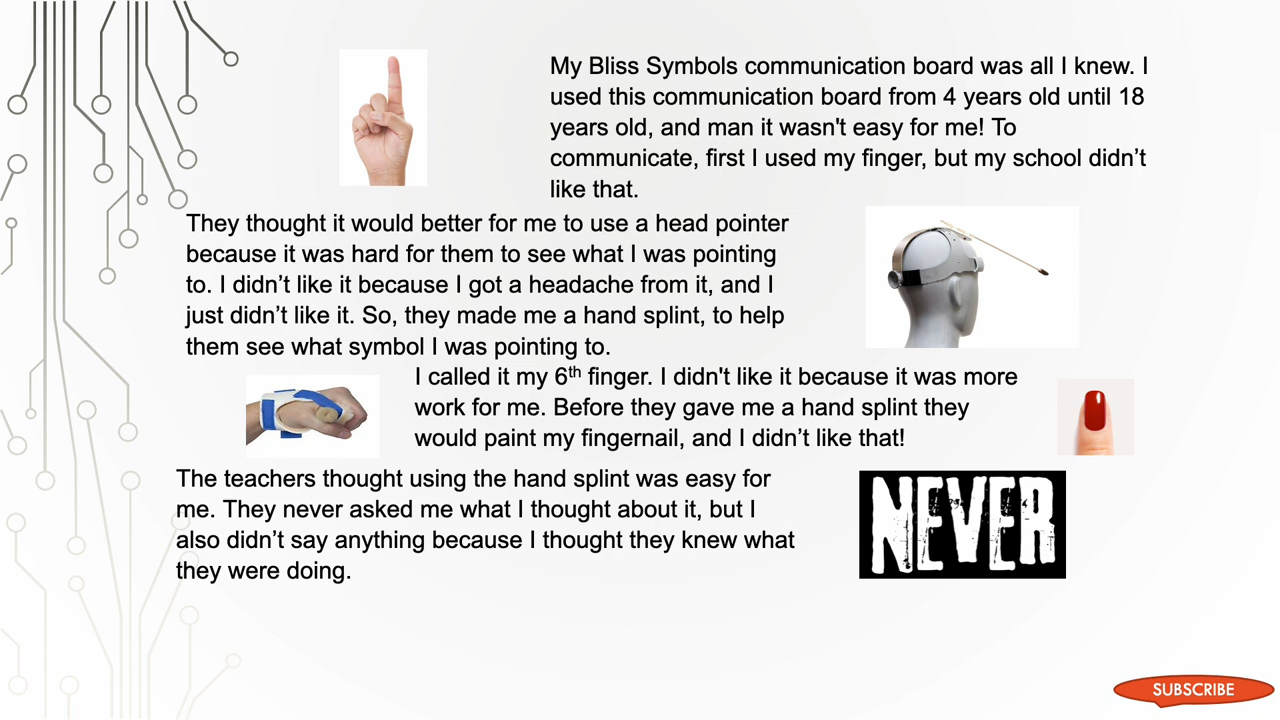 My Bliss Symbols communication board was all I knew. I
used this communication board from 4 years old until 18
years old, and man it wasn't easy for me! To
communicate, first I used my finger, but my school didn’t
like that.
They thought it would better for me to use a head pointer
because it was hard for them to see what I was pointing
to. I didn’t like it because I got a headache from it, and I
just didn’t like it. So, they made me a hand splint, to help
them see what symbol I was pointing to.
I called it my 6th finger. I didn't like it because it was more
work for me. Before they gave me a hand splint they
would paint my fingernail, and I didn’t like that!
The teachers thought using the hand splint was easy for
me. They never asked me what I thought about it, but I
also didn’t say anything because I thought they knew what
they were doing.
NEVER
SUBSCRIBE